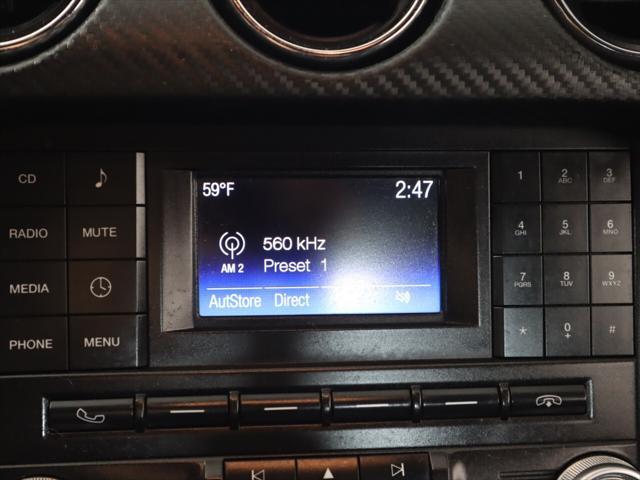 CD
RADIO
MUTE
MEDIA
PHONE
MENU
59°F
2:47
AM 2
560 kHz
Preset 1
AutStore Direct
1
2 ABC
3 DEF
4 GHI
5 JKL
6 MNO
7 PQRS
8 TUV
9 WXYZ
*
0 +
#